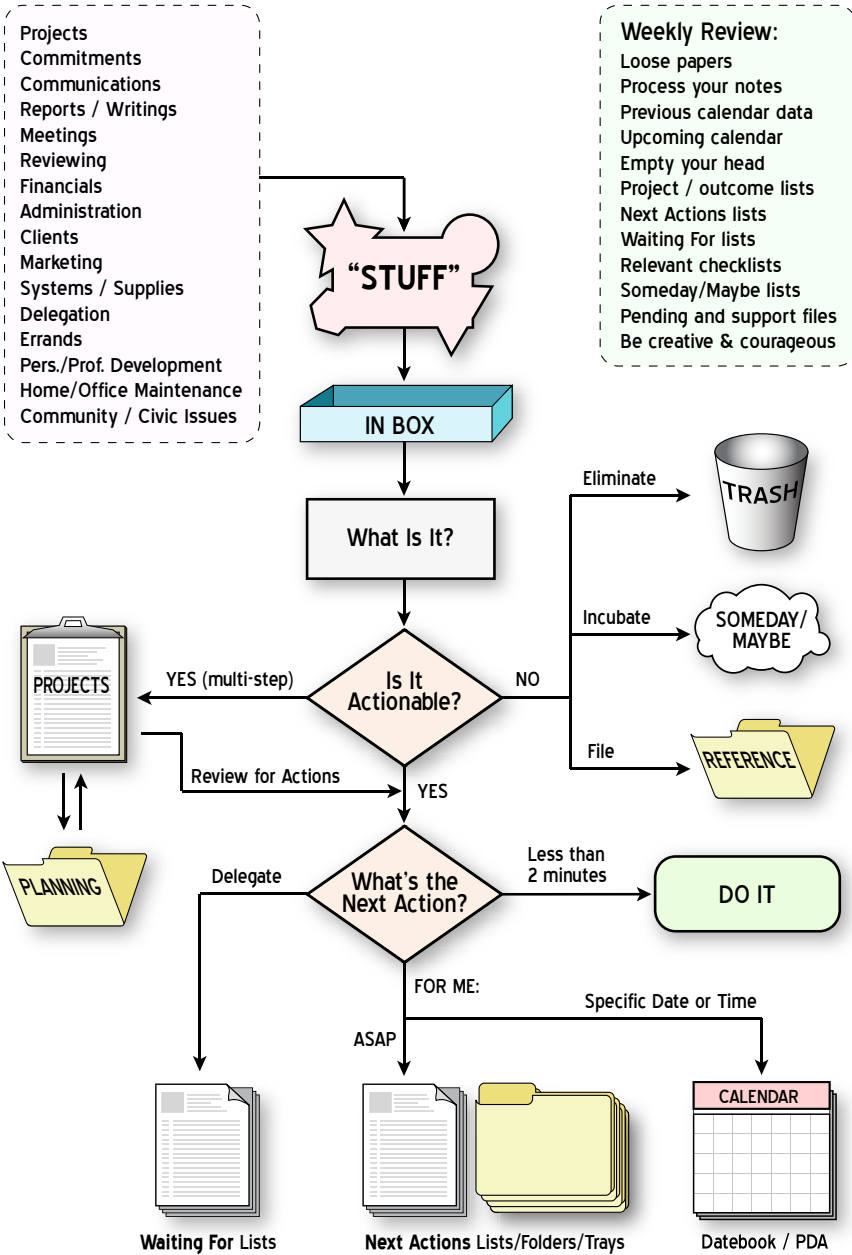 Projects
Commitments
Communications
Reports / Writings
Meetings
Reviewing
Financials
Administration
Clients
Marketing
Systems / Supplies
Delegation
Errands
Pers./Prof. Development
Home/Office Maintenance
Community / Civic Issues
Weekly Review:
Loose papers
Process your notes
Previous calendar data
Upcoming calendar
Empty your head
Project / outcome lists
Next Actions lists
Waiting For lists
Relevant checklists
Someday/Maybe lists
Pending and support files
Be creative & courageous
“STUFF”
IN BOX
What Is It?
Eliminate
TRASH
Incubate
SOMEDAY/
MAYBE
File
REFERENCE
Is It
Actionable?
NO
YES (multi-step)
PROJECTS
Review for Actions
YES
PLANNING
Delegate
What's the
Next Action?
Less than
2 minutes
DO IT
FOR ME:
Specific Date or Time
ASAP
CALENDAR
Waiting For Lists
Next Actions Lists/Folders/Trays
Datebook / PDA